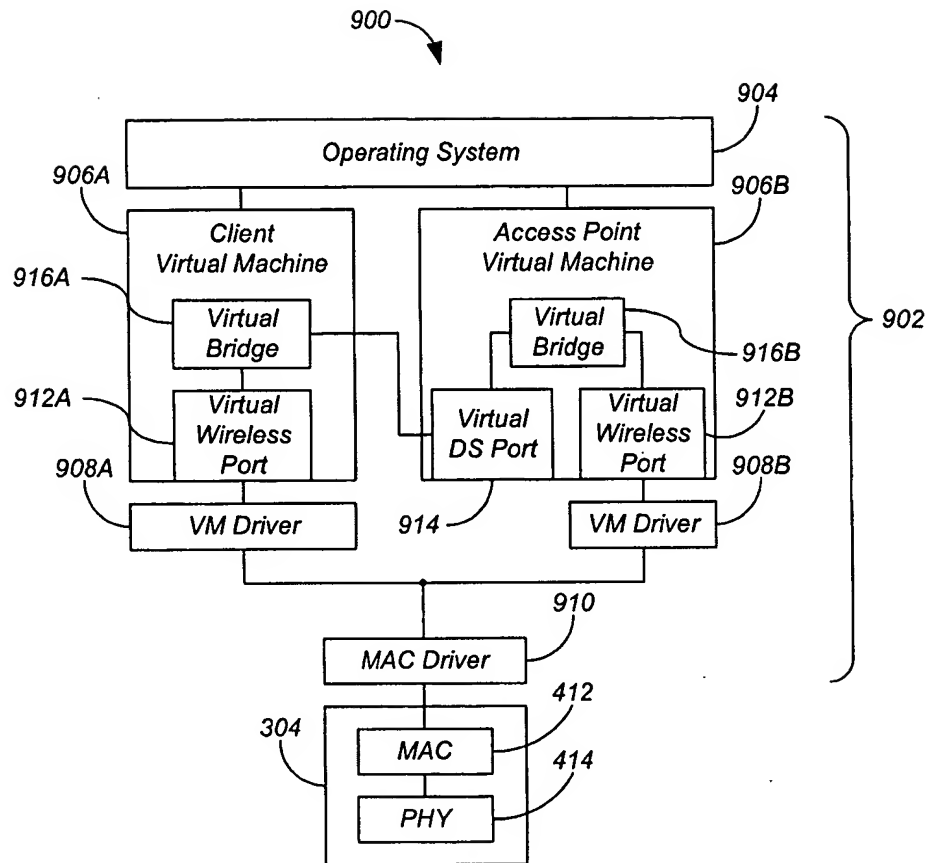 900
904
Operating System
906A
906B
Client
Virtual Machine
Access Point
Virtual Machine
916A
Virtual
Bridge
Virtual
Bridge
902
916B
912A
Virtual
Wireless
Port
Virtual
DS Port
Virtual
Wireless
Port
912B
908A
908B
VM Driver
914
VM Driver
910
MAC Driver
412
304
MAC
414
PHY